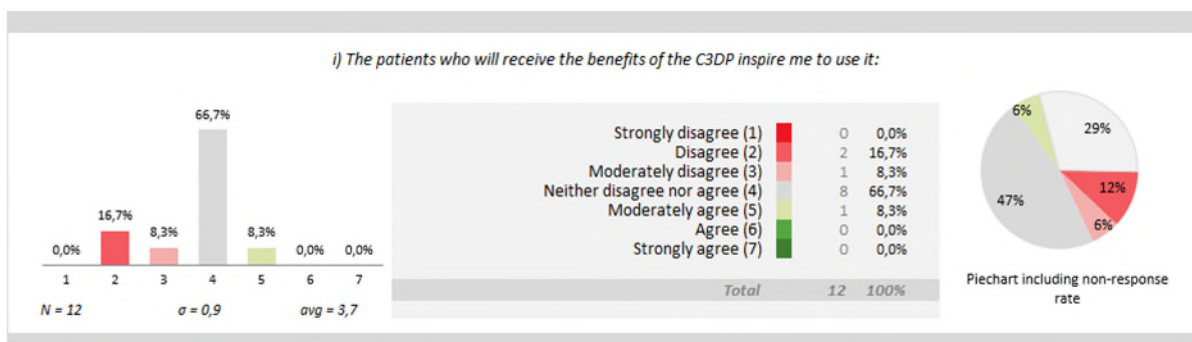 i) The patients who will receive the benefits of the C3DP inspire me to use it:
66,7%
16,7%
8,3%
8,3%
0,0%
0,0%
0,0%
1 2 3 4 5 6 7
N = 12 σ = 0,9 avg = 3,7
Strongly disagree (1) 0 0,0%
Disagree (2) 2 16,7%
Moderately disagree (3) 1 8,3%
Neither disagree nor agree (4) 8 66,7%
Moderately agree (5) 1 8,3%
Agree (6) 0 0,0%
Strongly agree (7) 0 0,0%
Total 12 100%
6%
29%
12%
47%
6%
Piechart including non-response
rate